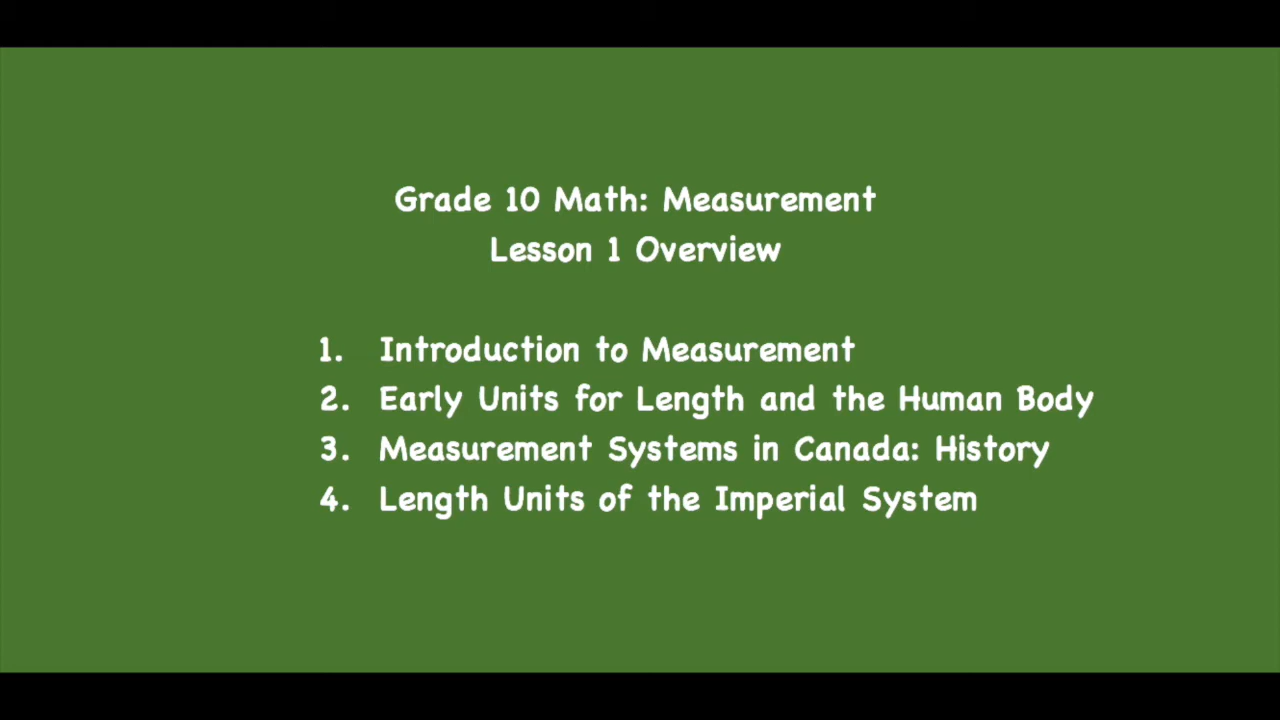 Grade 10 Math: Measurement
Lesson 1 Overview
1. Introduction to Measurement
2. Early Units for Length and the Human Body
3. Measurement Systems in Canada: History
4. Length Units of the Imperial System